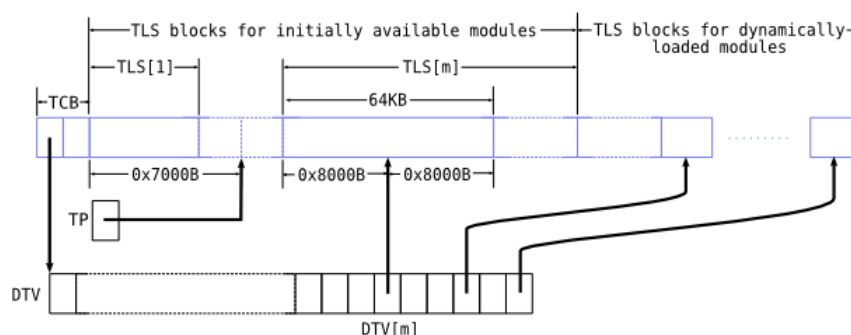 TLS blocks for initially available modules
TLS blocks for dynamically-
loaded modules
TLS[1]
TLS[m]
TCB
64KB
0x7000B
0x8000B
0x8000B
TP
DTV
DTV[m]